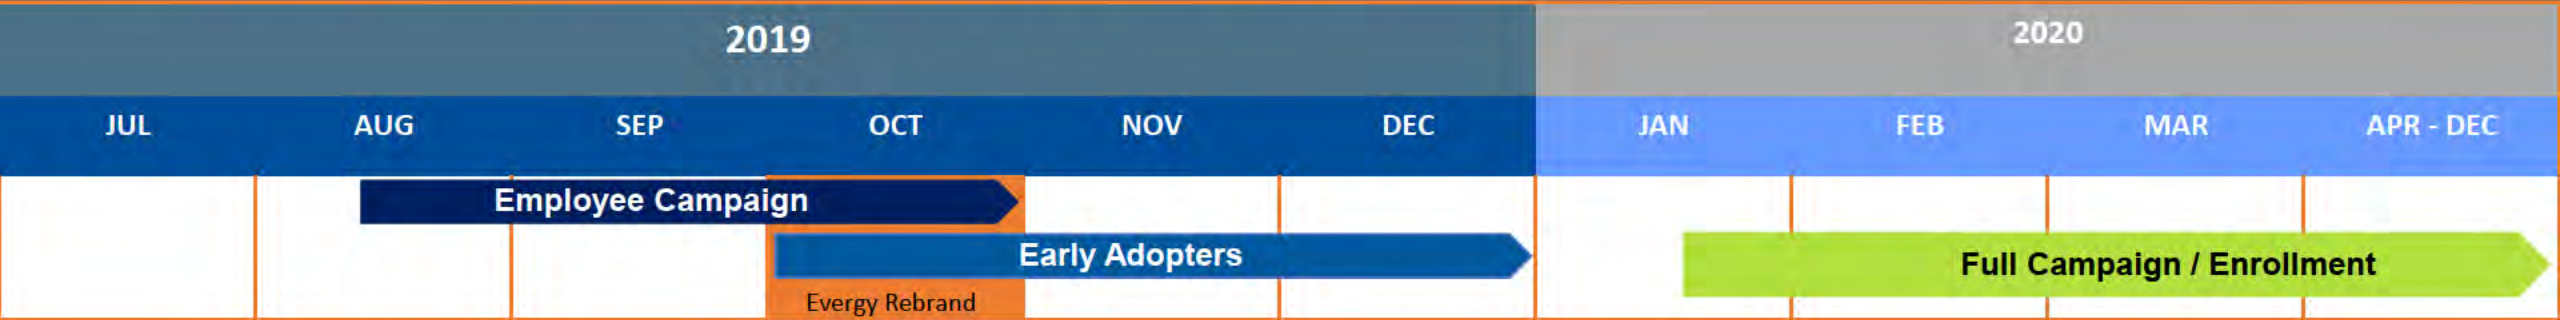 2019
2020
JUL
AUG
SEP
OCT
NOV
DEC
JAN
FEB
MAR
APR - DEC
Employee Campaign
Early Adopters
Full Campaign / Enrollment
Evergy Rebrand